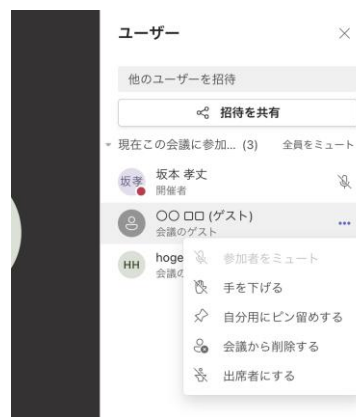 ユーザー
他のユーザーを招待
招待を共有
現在この会議に参加... (3) 全員をミュート
坂孝 坂本 孝丈
開催者
〇〇 ロロ (ゲスト)
会議のゲスト
HH hoge
会議の
参加者をミュート
手を下げる
自分用にピン留めする
会議から削除する
出席者にする